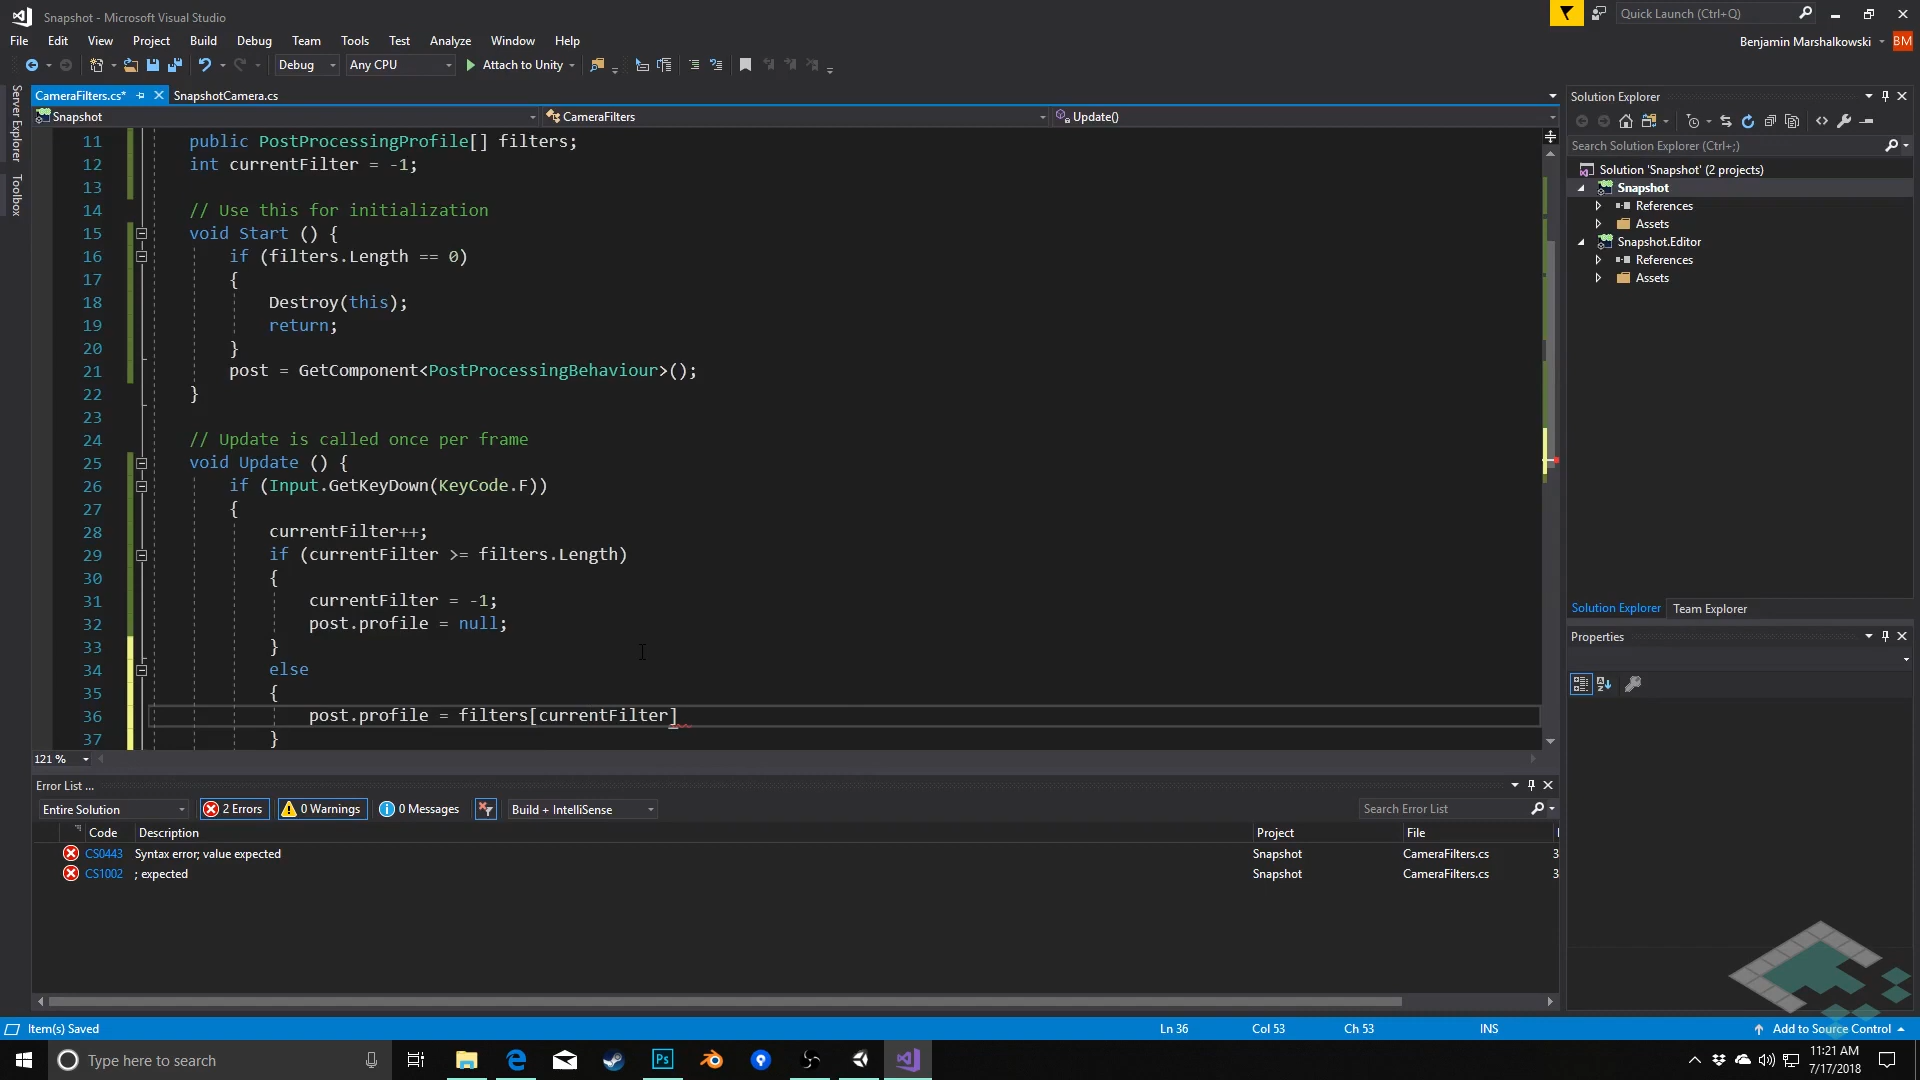 Snapshot - Microsoft Visual Studio
Quick Launch (Ctrl+Q)
File Edit View Project Build Debug Team Tools Test Analyze Window Help
Benjamin Marshalkowski BM
Debug Any CPU Attach to Unity
Server Explorer
Toolbox
CameraFilters.cs* SnapshotCamera.cs
Snapshot CameraFilters Update()
11 public PostProcessingProfile[] filters;
12 int currentFilter = -1;
13
14 // Use this for initialization
15 void Start () {
16 if (filters.Length == 0)
17 {
18 Destroy(this);
19 return;
20 }
21 post = GetComponent<PostProcessingBehaviour>();
22 }
23
24 // Update is called once per frame
25 void Update () {
26 if (Input.GetKeyDown(KeyCode.F))
27 {
28 currentFilter++;
29 if (currentFilter >= filters.Length)
30 {
31 currentFilter = -1;
32 post.profile = null;
33 }
34 else
35 {
36 post.profile = filters[currentFilter]
37 }
121 %
Solution Explorer
Search Solution Explorer (Ctrl+;)
Solution 'Snapshot' (2 projects)
Snapshot
References
Assets
Snapshot.Editor
References
Assets
Solution Explorer Team Explorer
Properties
Error List ...
Entire Solution 2 Errors 0 Warnings 0 Messages Build + IntelliSense Search Error List
Code Description Project File
CS0443 Syntax error; value expected Snapshot CameraFilters.cs 3
CS1002 ; expected Snapshot CameraFilters.cs 3
Item(s) Saved Ln 36 Col 53 Ch 53 INS Add to Source Control
Type here to search
Ps
11:21 AM
7/17/2018